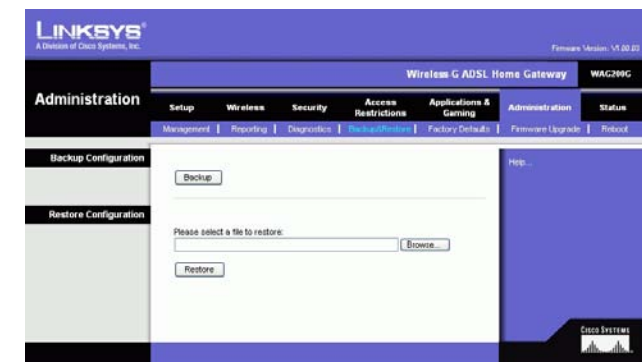 LINKSYS®
A Division of Cisco Systems, Inc.
Firmware Version: V1.00.03
Wireless-G ADSL Home Gateway WAG200G
Administration
Setup Wireless Security Access Restrictions Applications & Gaming Administration Status
Management | Reporting | Diagnostics | Backup&Restore | Factory Defaults | Firmware Upgrade | Reboot
Backup Configuration
Help...
Backup
Restore Configuration
Please select a file to restore:
Browse...
Restore
CISCO SYSTEMS